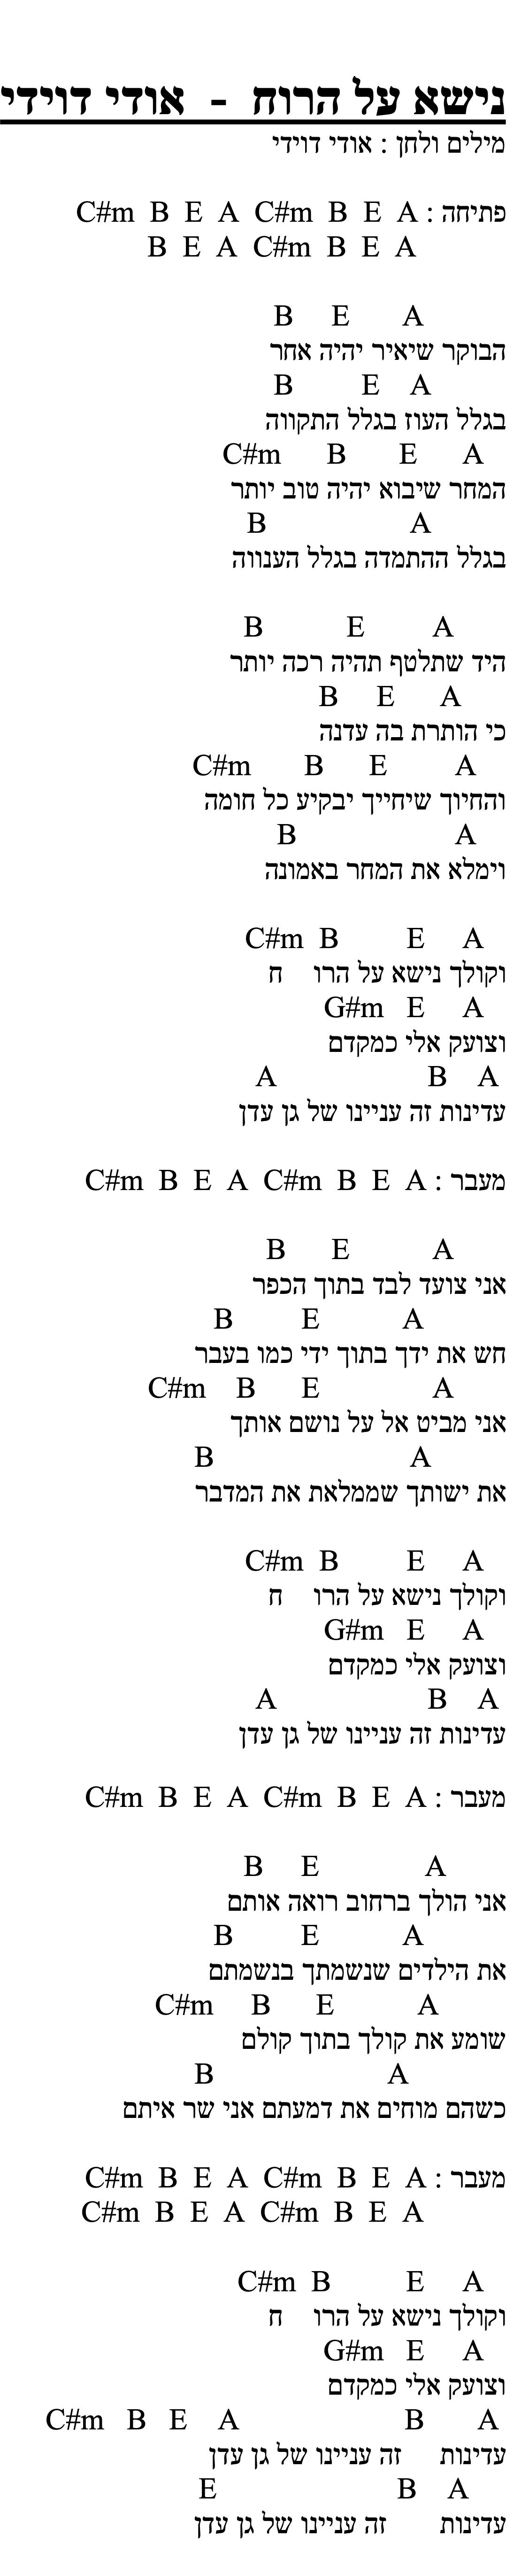 נישא על הרוח - אודי דוידי
מילים ולחן : אודי דוידי
פתיחה : C#m B E A C#m B E A
B E A C#m B E A
B E A
הבוקר שיאיר יהיה אחר
B E A
בגלל העוז בגלל התקווה
C#m B E A
המחר שיבוא יהיה טוב יותר
B A
בגלל ההתמדה בגלל הענווה
B E A
היד שתלטף תהיה רכה יותר
B E A
כי הותרת בה עדנה
C#m B E A
והחיוך שיחייך יבקיע כל חומה
B A
וימלא את המחר באמונה
C#m B E A
וקולך נישא על הרו ח
G#m E A
וצועק אלי כמקדם
A B A
עדינות זה עניינו של גן עדן
מעבר : C#m B E A C#m B E A
B E A
אני צועד לבד בתוך הכפר
B E A
חש את ידך בתוך ידי כמו בעבר
C#m B E A
אני מביט אל על נושם אותך
B A
את ישותך שממלאת את המדבר
C#m B E A
וקולך נישא על הרו ח
G#m E A
וצועק אלי כמקדם
A B A
עדינות זה עניינו של גן עדן
מעבר : C#m B E A C#m B E A
B E A
אני הולך ברחוב רואה אותם
B E A
את הילדים שנשמתך בנשמתם
C#m B E A
שומע את קולך בתוך קולם
B A
כשהם מוחים את דמעתם אני שר איתם
מעבר : C#m B E A C#m B E A
C#m B E A C#m B E A
C#m B E A
וקולך נישא על הרו ח
G#m E A
וצועק אלי כמקדם
C#m B E A B A
עדינות זה עניינו של גן עדן
E B A
עדינות זה עניינו של גן עדן